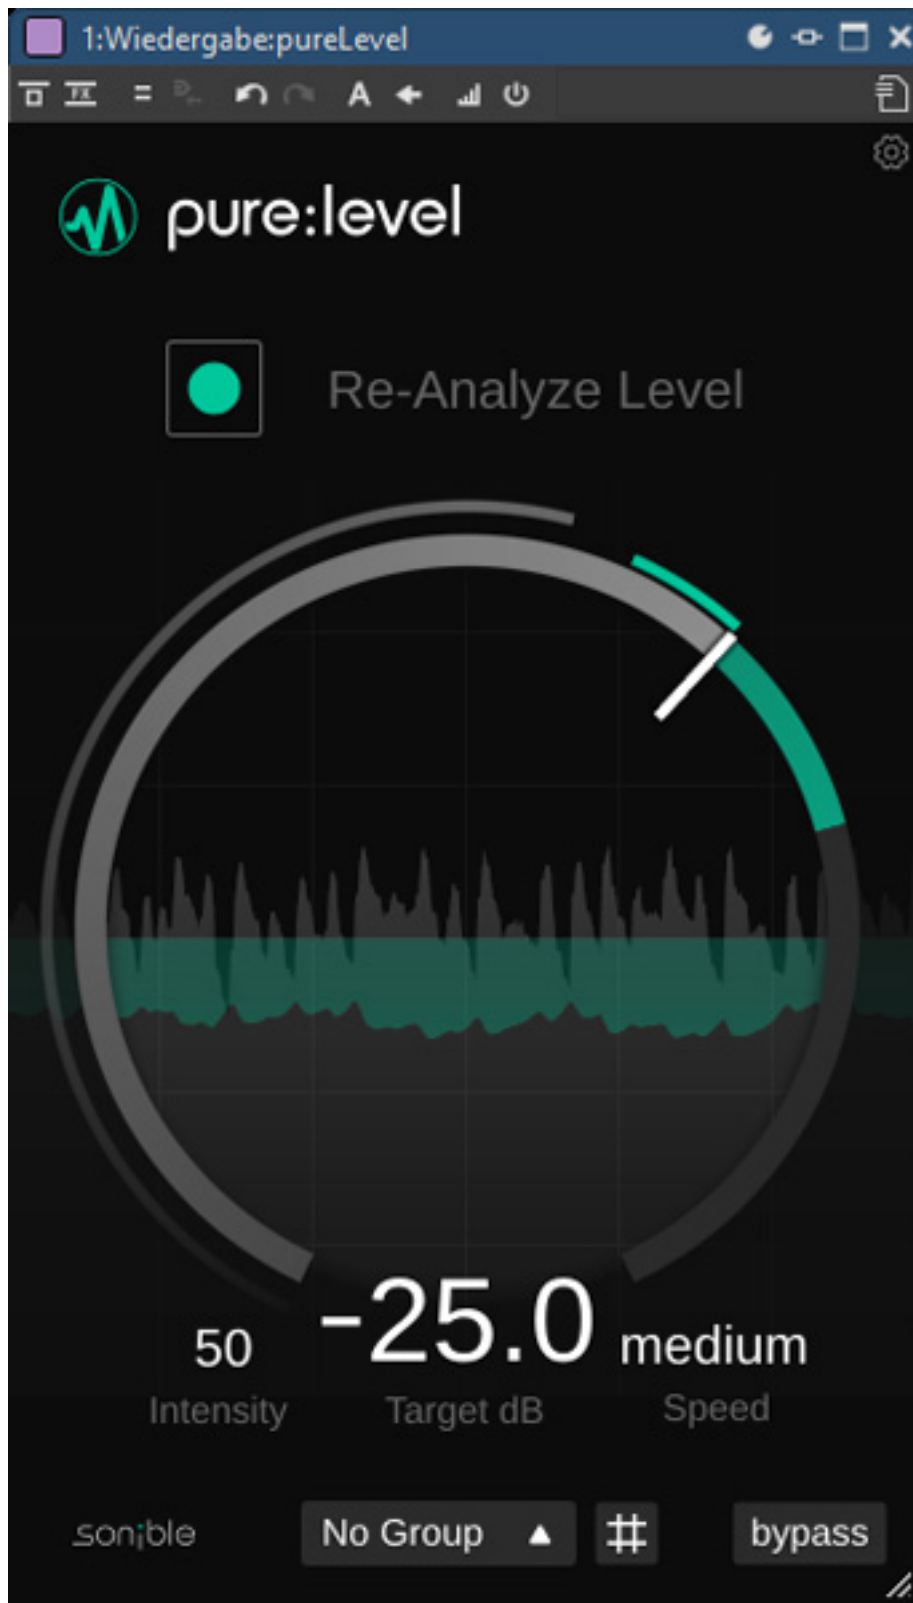 1:Wiedergabe:pureLevel
FX
A
pure:level
Re-Analyze Level
50
Intensity
-25.0
Target dB
medium
Speed
sonible
No Group
bypass